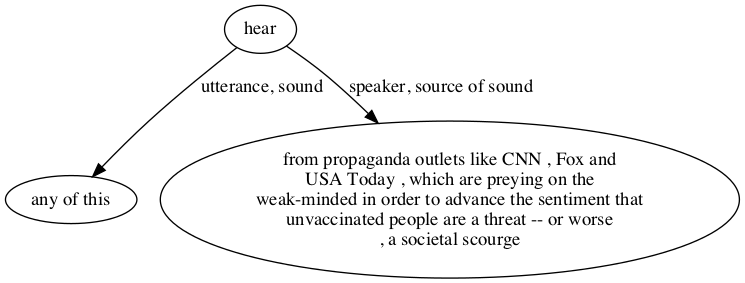 hear
utterance, sound
speaker, source of sound
any of this
from propaganda outlets like CNN , Fox and
USA Today , which are preying on the
weak-minded in order to advance the sentiment that
unvaccinated people are a threat -- or worse
, a societal scourge